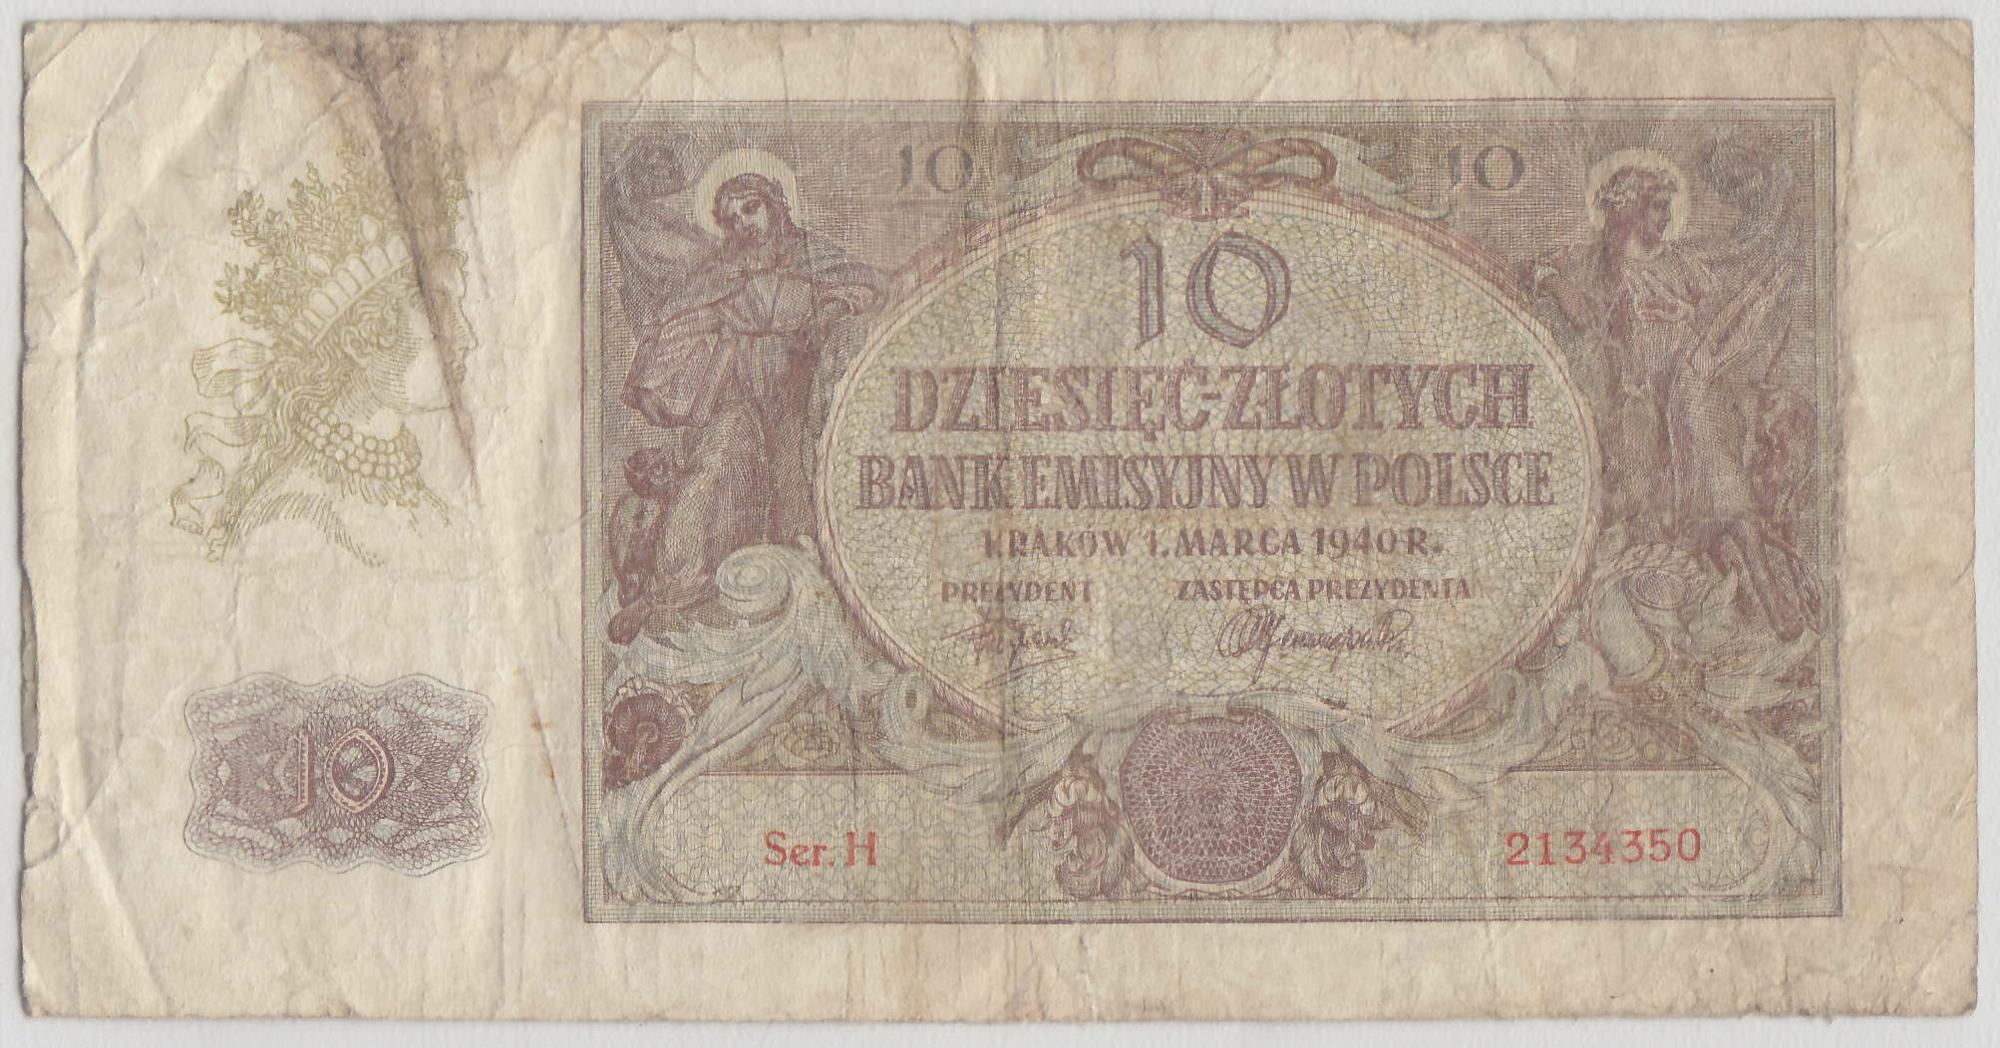 10 10
10
DZIESIĘĆ-ZŁOTYCH
BANK EMISYJNY W POLSCE
KRAKÓW 1. MARCA 1940 R.
PREZYDENT ZASTĘPCA PREZYDENTA
10
Ser. H 2134350